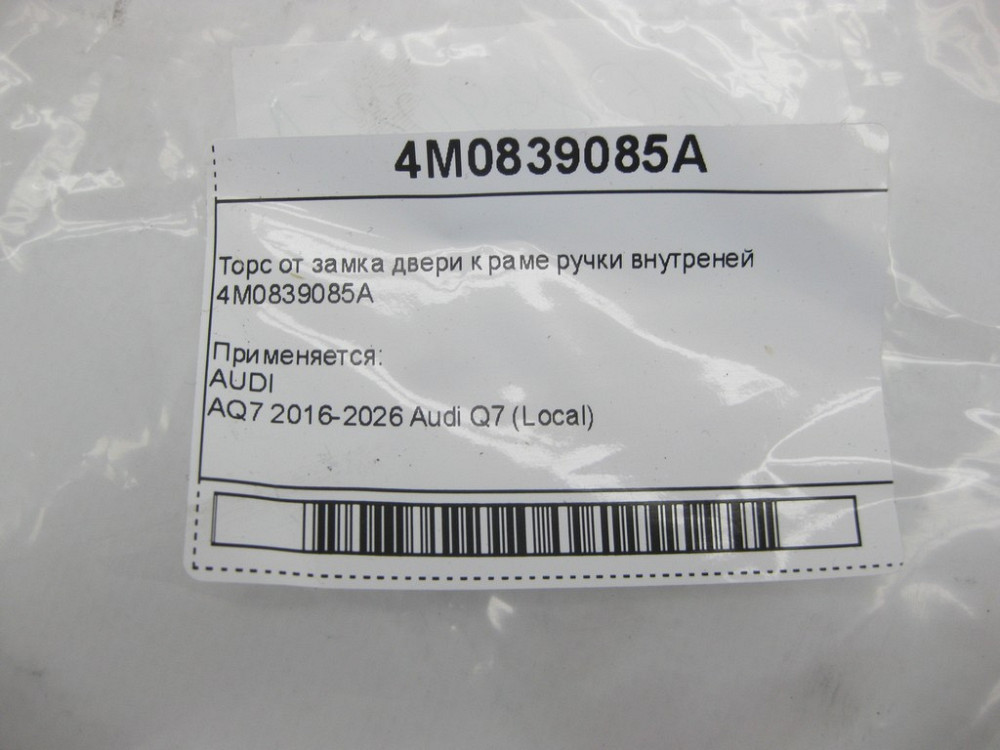 4M0839085A
Торс от замка двери к раме ручки внутреней
4M0839085A
Применяется:
AUDI
AQ7 2016-2026 Audi Q7 (Local)